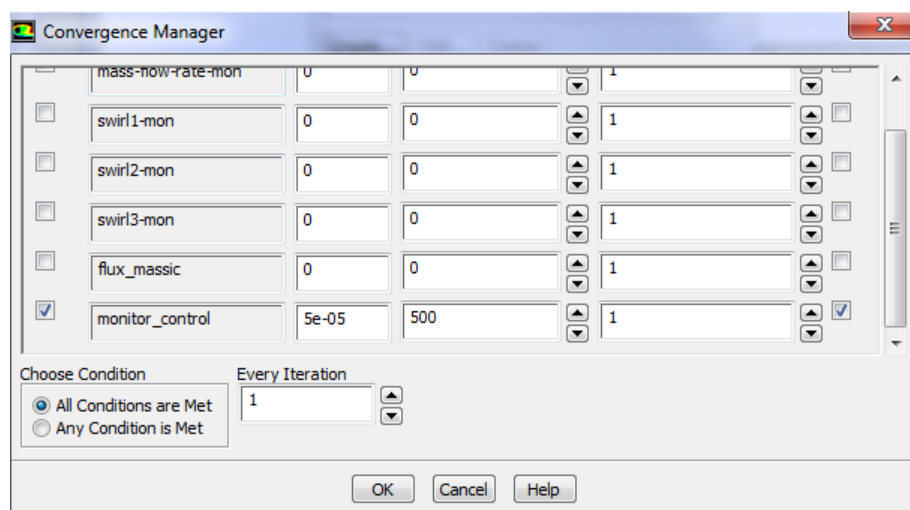 Convergence Manager
mass-flow-rate-mon 0 0 1
swirl1-mon 0 0 1
swirl2-mon 0 0 1
swirl3-mon 0 0 1
flux_massic 0 0 1
monitor_control 5e-05 500 1
Choose Condition Every Iteration
All Conditions are Met 1
Any Condition is Met
OK Cancel Help